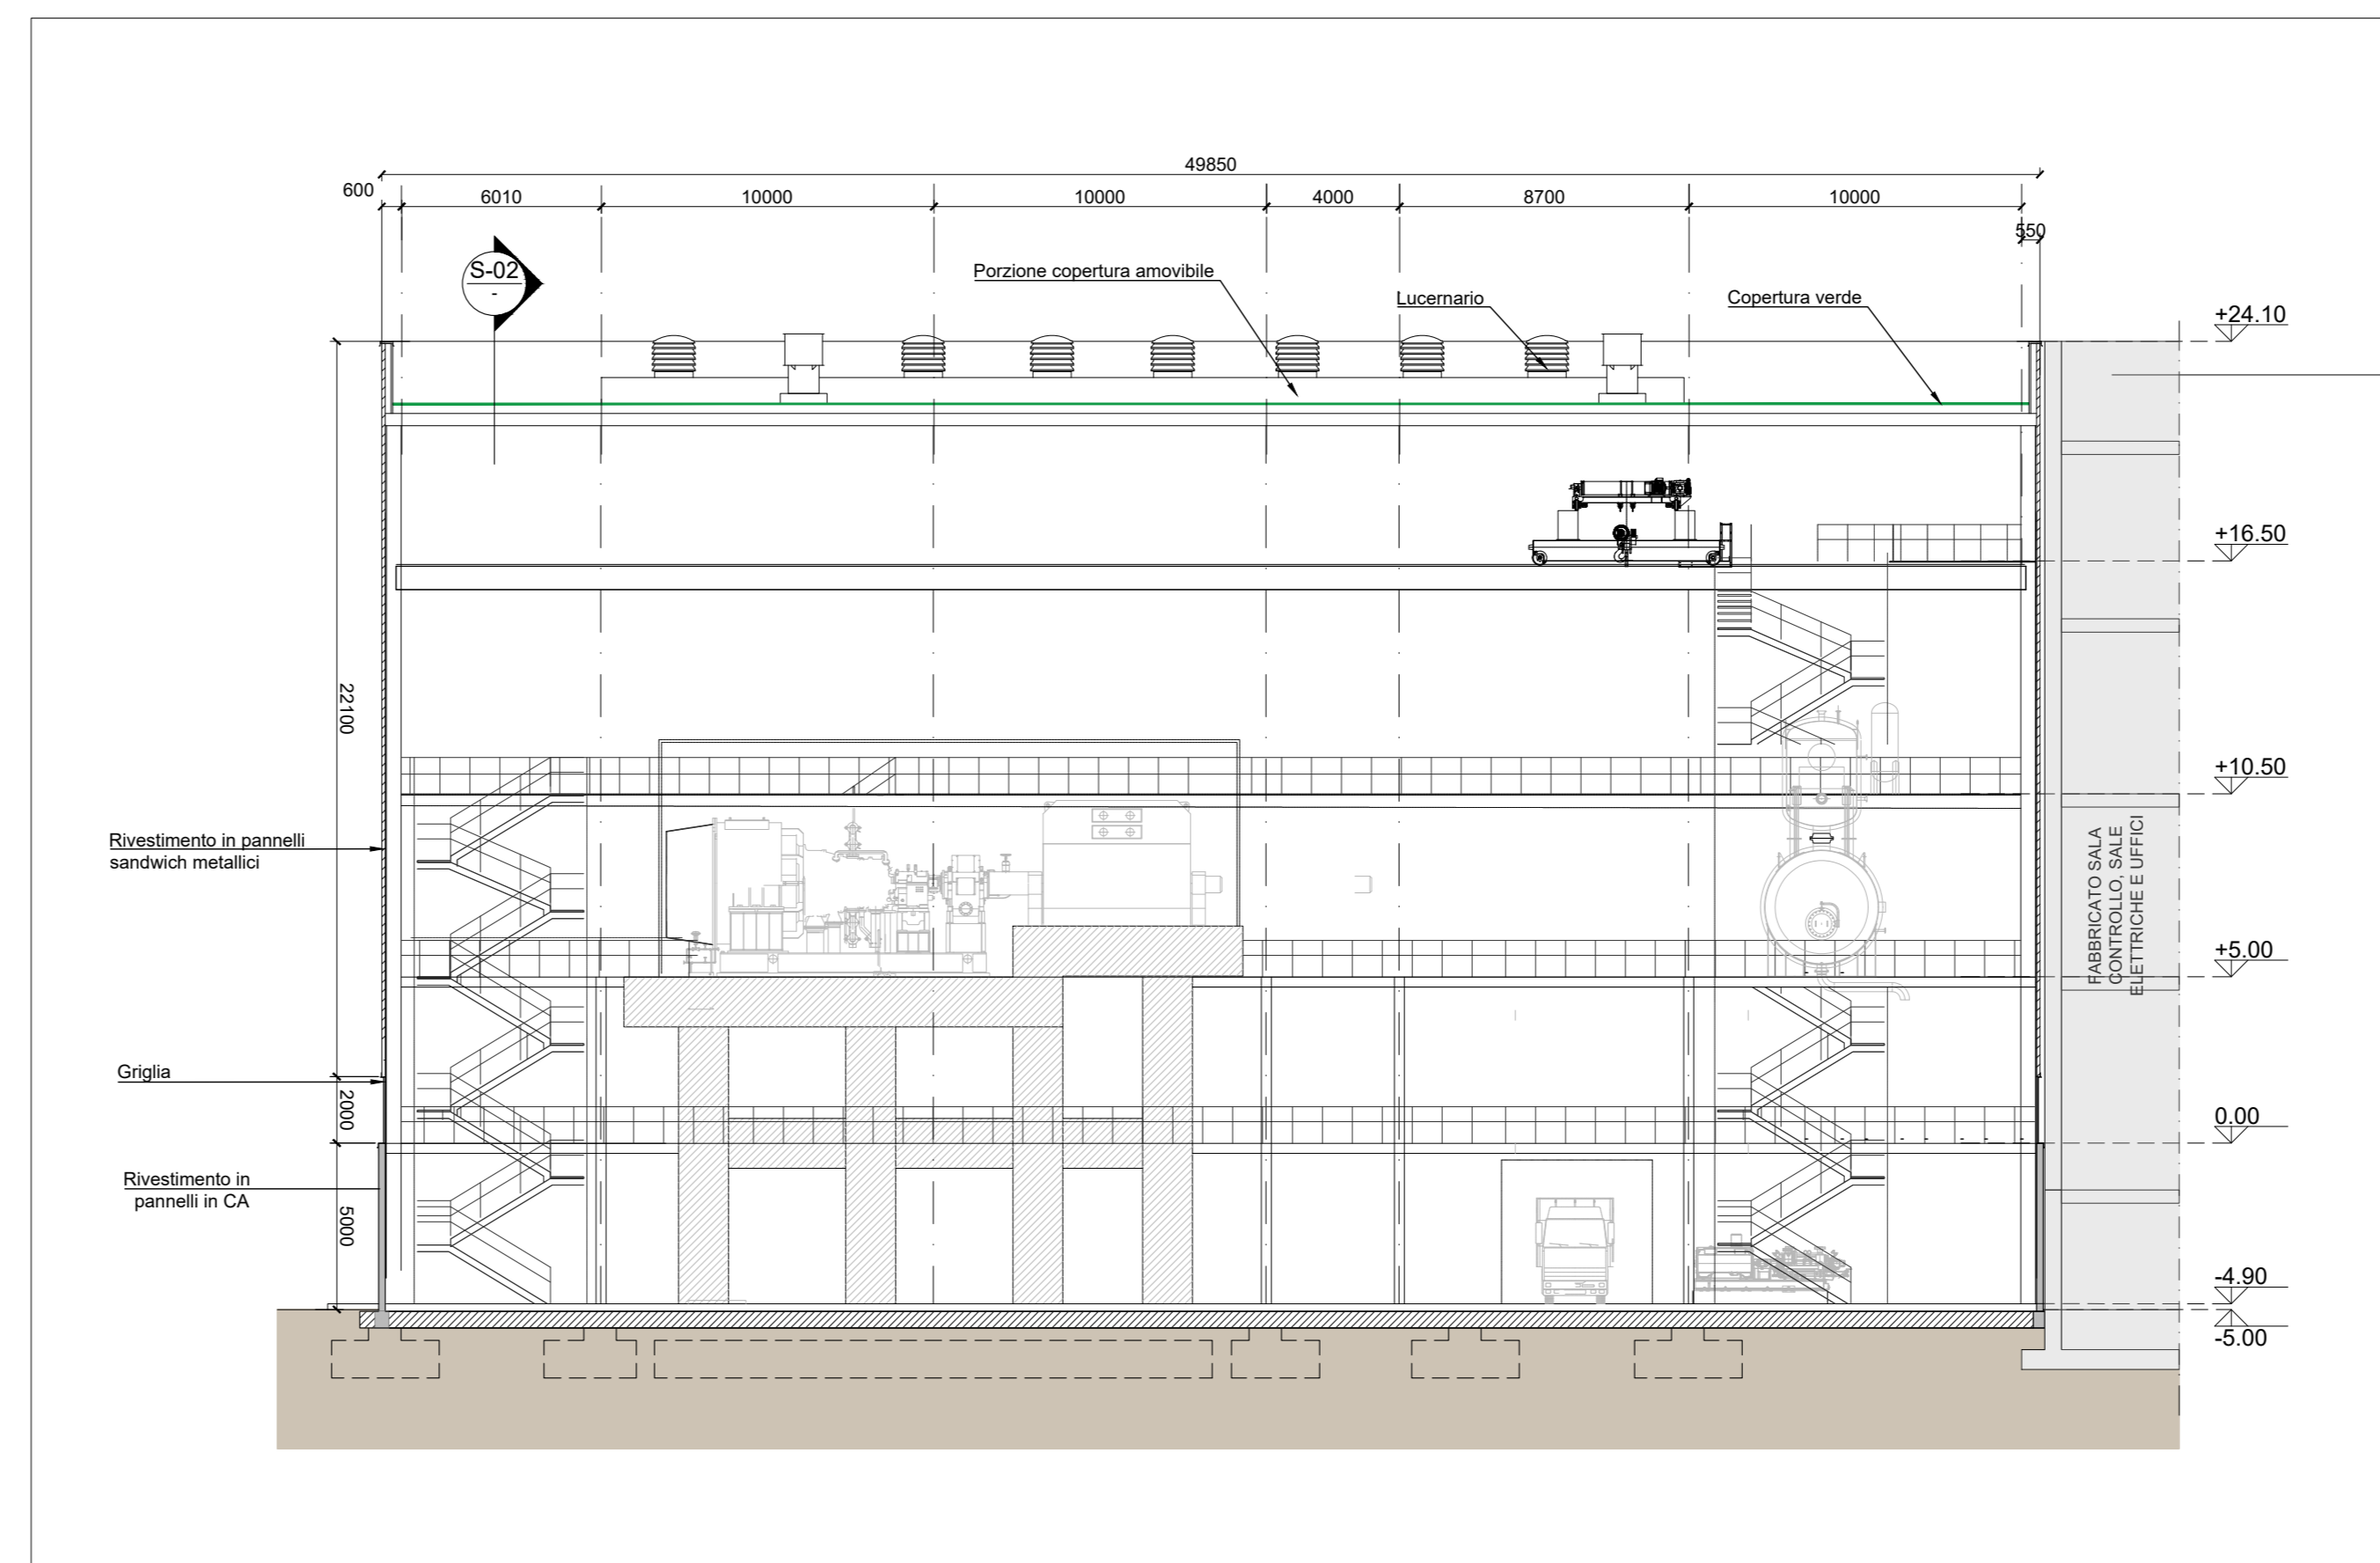 49850
600
6010
10000
10000
4000
8700
10000
550
S-02
-
Porzione copertura amovibile
Lucernario
Copertura verde
+24.10
+16.50
22100
+10.50
Rivestimento in pannelli
sandwich metallici
FABBRICATO SALA
CONTROLLO, SALE
ELETTRICHE E UFFICI
+5.00
Griglia
2000
0.00
Rivestimento in
pannelli in CA
5000
-4.90
-5.00